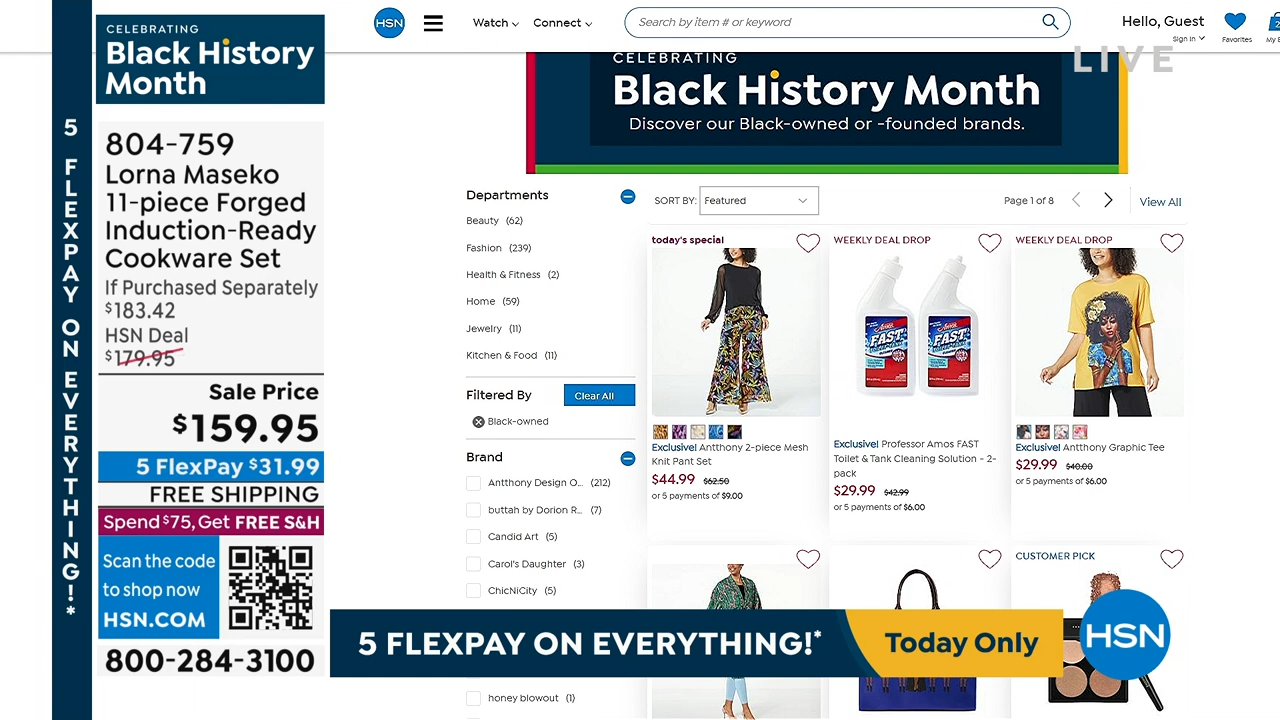 5 FLEXPAY ON EVERYTHING!*
CELEBRATING
Black History
Month
804-759
Lorna Maseko
11-piece Forged
Induction-Ready
Cookware Set
If Purchased Separately
$183.42
HSN Deal
$179.95
Sale Price
$159.95
5 FlexPay $31.99
FREE SHIPPING
Spend $75, Get FREE S&H
Scan the code
to shop now
HSN.COM
800-284-3100
HSN
Watch
Connect
Search by item # or keyword
Hello, Guest
Sign In
Favorites
LIVE
CELEBRATING
Black History Month
Discover our Black-owned or -founded brands.
Departments
Beauty (62)
Fashion (239)
Health & Fitness (2)
Home (59)
Jewelry (11)
Kitchen & Food (11)
Filtered By
Clear All
Black-owned
Brand
Antthony Design O... (212)
buttah by Dorion R... (7)
Candid Art (5)
Carol's Daughter (3)
ChicNiCity (5)
honey blowout (1)
SORT BY: Featured
Page 1 of 8
View All
today's special
Exclusive! Antthony 2-piece Mesh
Knit Pant Set
$44.99 $62.50
or 5 payments of $9.00
WEEKLY DEAL DROP
FAST
FAST
Exclusive! Professor Amos FAST
Toilet & Tank Cleaning Solution - 2-
pack
$29.99 $42.99
or 5 payments of $6.00
WEEKLY DEAL DROP
Exclusive! Antthony Graphic Tee
$29.99 $40.00
or 5 payments of $6.00
CUSTOMER PICK
5 FLEXPAY ON EVERYTHING!*
Today Only
HSN